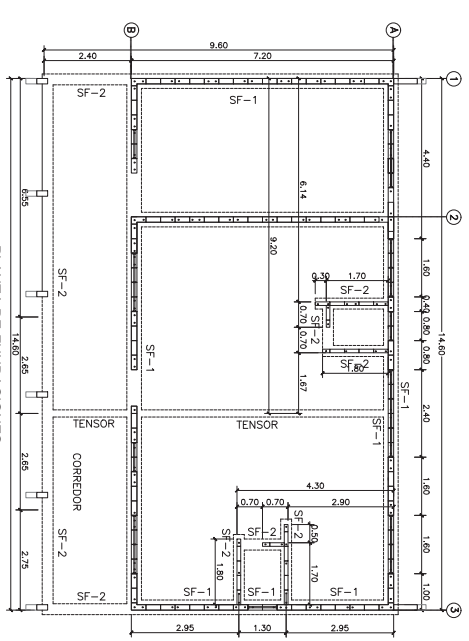 9.60
2.40
7.20
B
A
1
SF-2
SF-1
4.40
6.14
2
14.60
9.20
6.55
1.60
0.30
1.70
SF-2
0.40
SF-2
0.70
SF-2
0.80
0.70
SF-1
14.60
SF-2
0.80
1.80
SF-1
1.67
2.65
2.40
SF-1
TENSOR
TENSOR
4.30
CORREDOR
1.60
2.65
0.70
0.70
2.90
SF-2
SF-2
0.50
SF-2
SF-2
1.60
1.80
1.70
2.75
SF-2
SF-1
SF-1
SF-1
1.00
3
2.95
1.30
2.95